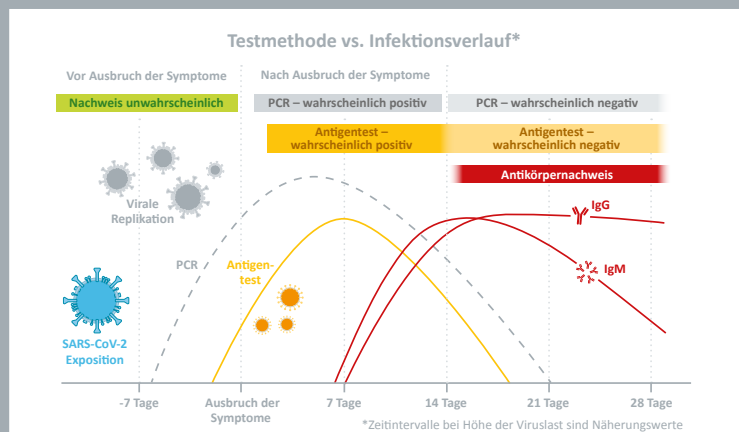 Testmethode vs. Infektionsverlauf*
Vor Ausbruch der Symptome
Nach Ausbruch der Symptome
Nachweis unwahrscheinlich
PCR – wahrscheinlich positiv
PCR – wahrscheinlich negativ
Antigentest –
wahrscheinlich positiv
Antigentest –
wahrscheinlich negativ
Antikörpernachweis
Virale
Replikation
IgG
PCR
Antigen-
test
IgM
SARS-CoV-2
Exposition
-7 Tage
Ausbruch der
Symptome
7 Tage
14 Tage
21 Tage
28 Tage
*Zeitintervalle bei Höhe der Viruslast sind Näherungswerte